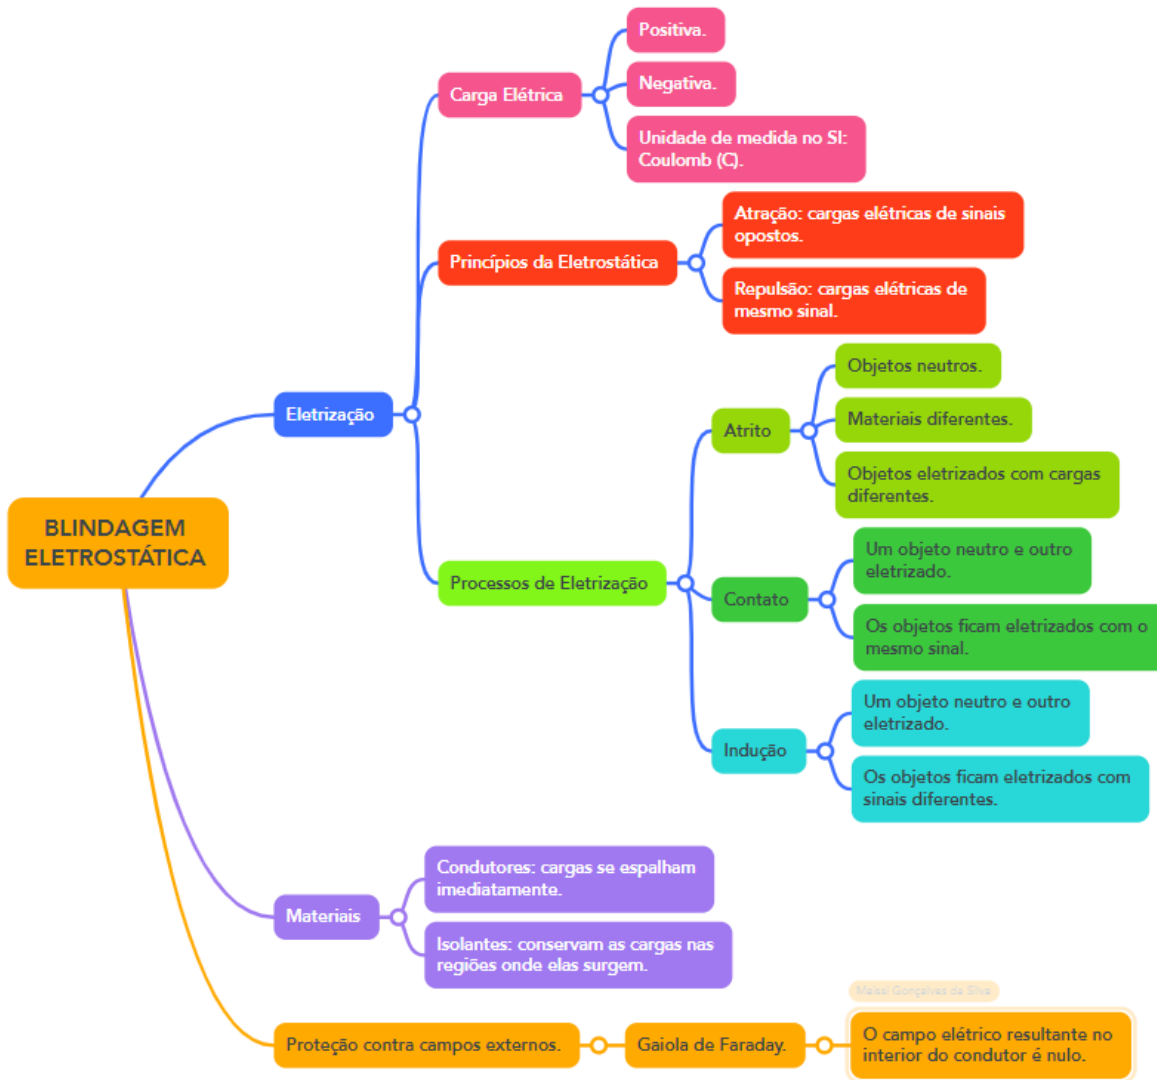 Positiva.
Carga Elétrica
Negativa.
Unidade de medida no SI:
Coulomb (C).
Atração: cargas elétricas de sinais
opostos.
Princípios da Eletrostática
Repulsão: cargas elétricas de
mesmo sinal.
Eletrização
Objetos neutros.
Atrito
Materiais diferentes.
Objetos eletrizados com cargas
diferentes.
BLINDAGEM
ELETROSTÁTICA
Processos de Eletrização
Um objeto neutro e outro
eletrizado.
Contato
Os objetos ficam eletrizados com o
mesmo sinal.
Um objeto neutro e outro
eletrizado.
Indução
Os objetos ficam eletrizados com
sinais diferentes.
Condutores: cargas se espalham
imediatamente.
Materiais
Isolantes: conservam as cargas nas
regiões onde elas surgem.
Gonçalves da Silva
Proteção contra campos externos.
Gaiola de Faraday.
O campo elétrico resultante no
interior do condutor é nulo.